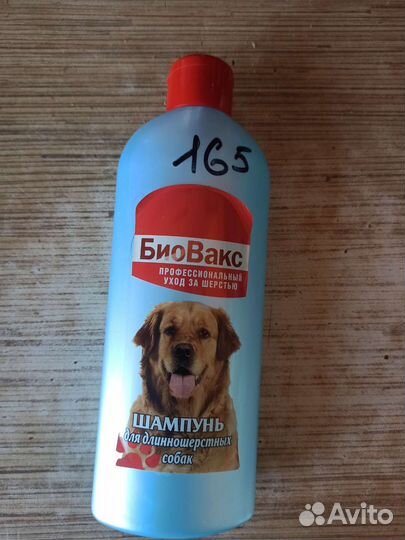 165
БиоВакс
ПРОФЕССИОНАЛЬНЫЙ
УХОД ЗА ШЕРСТЬЮ
ШАМПУНЬ
для длинношерстных
собак
Avito